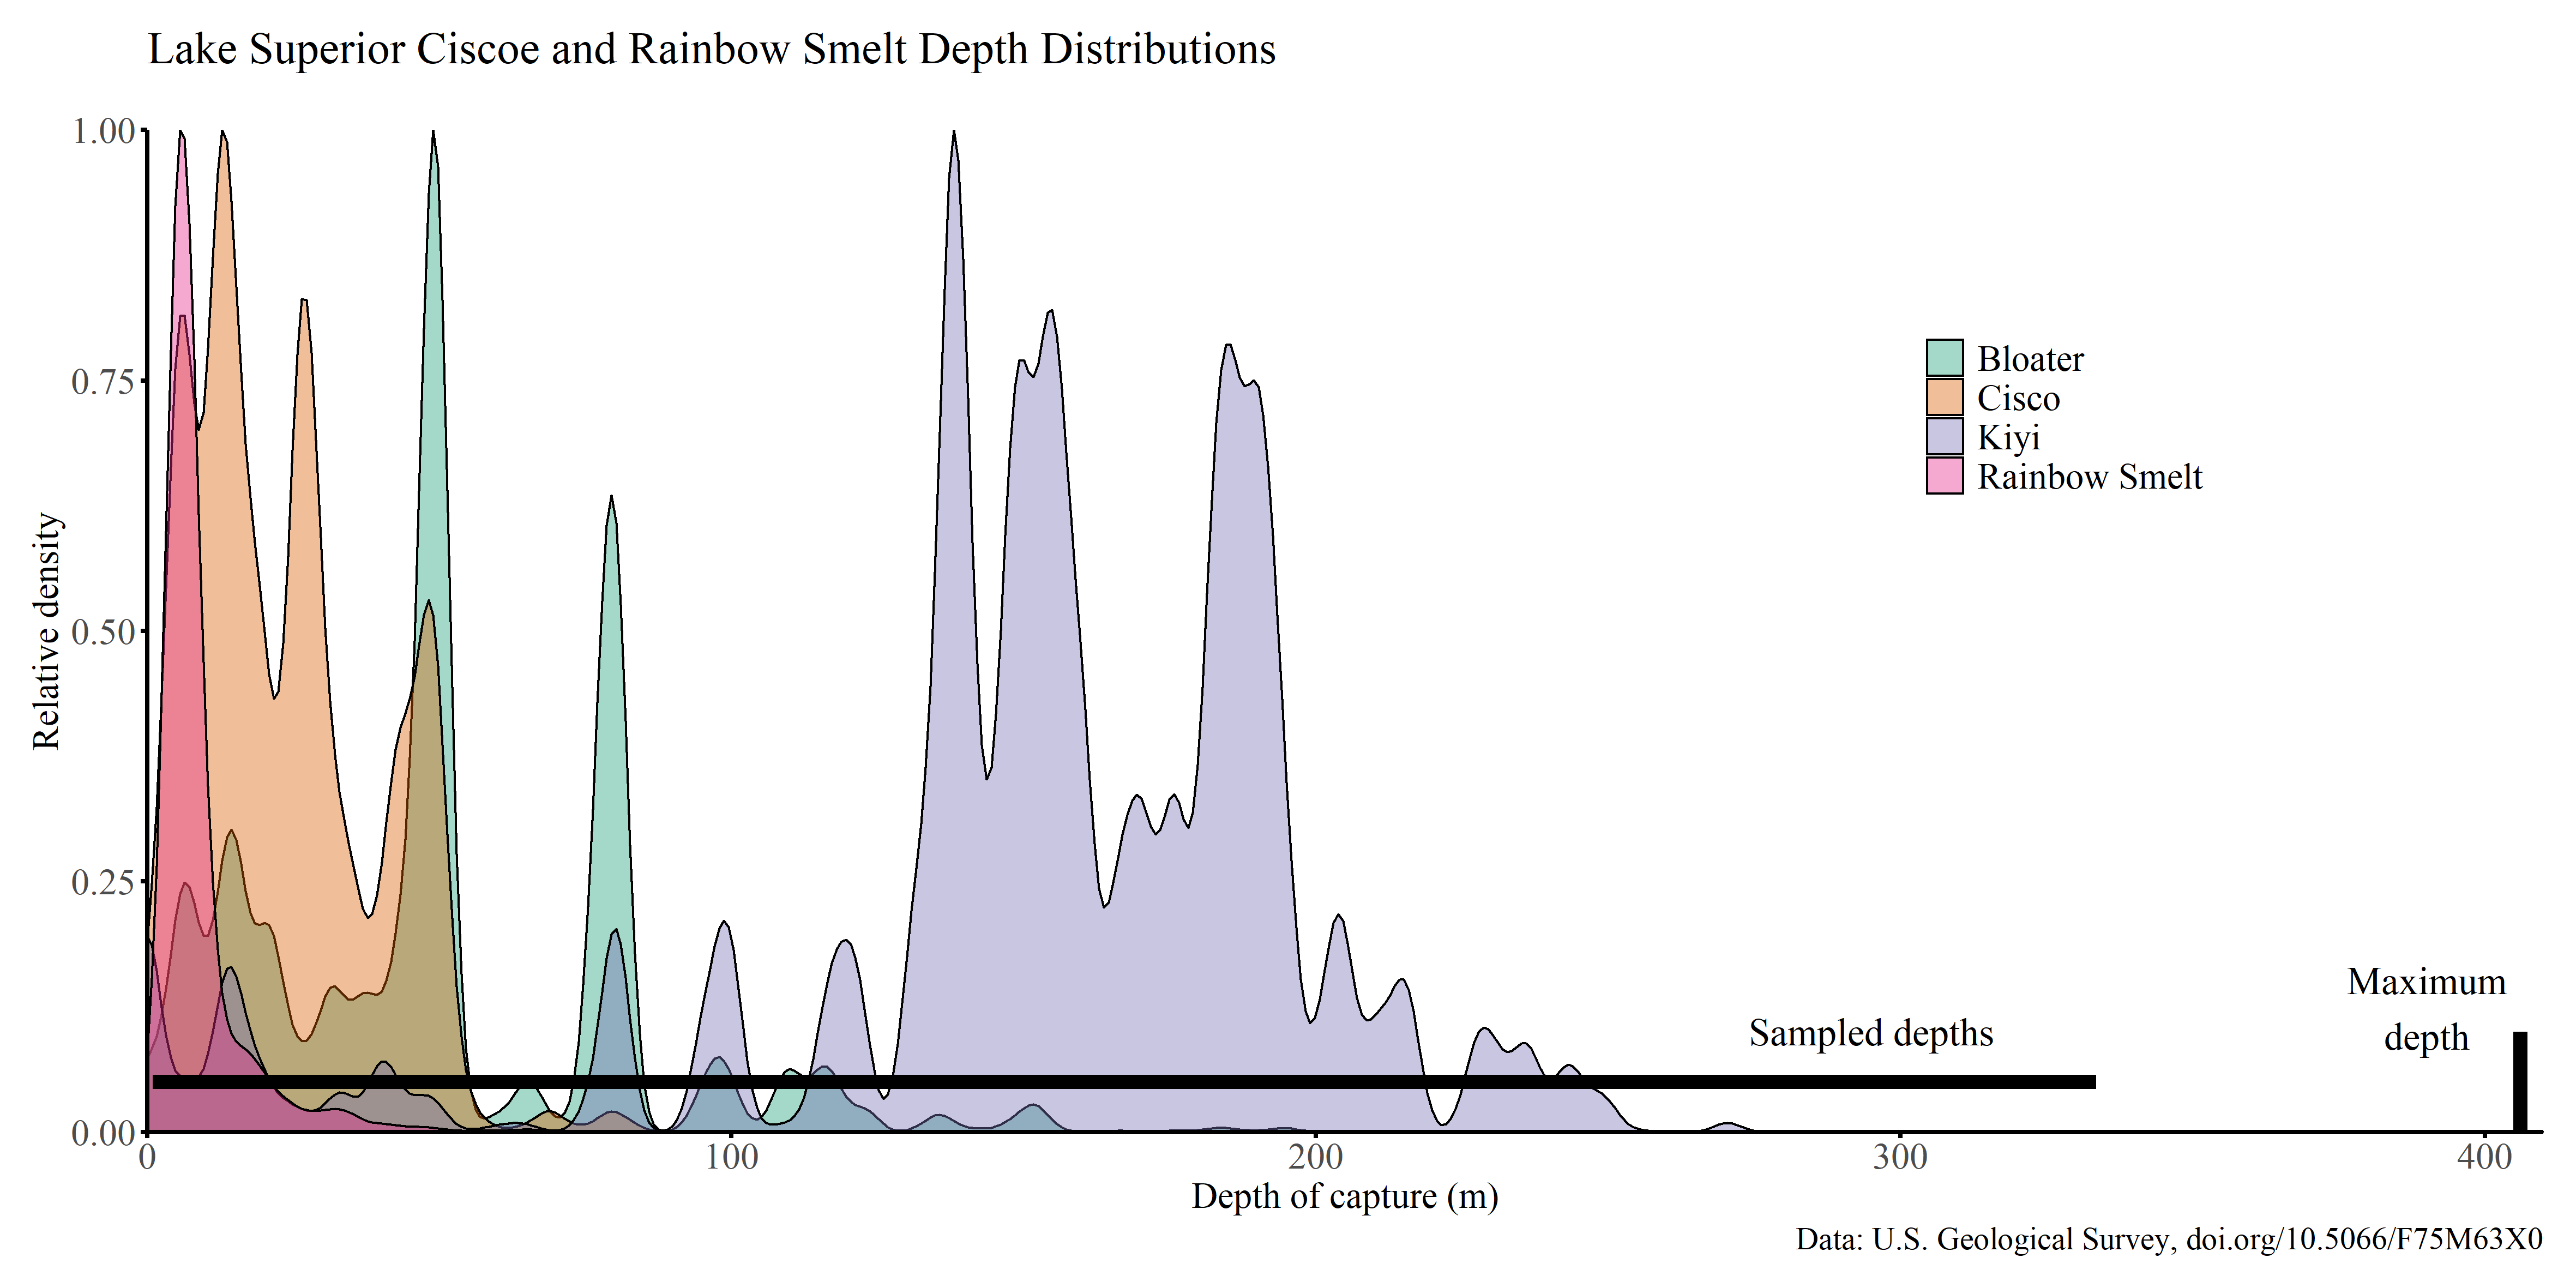 Lake Superior Ciscoe and Rainbow Smelt Depth Distributions
1.00
0.75
0.50
0.25
0.00
Relative density
Bloater
Cisco
Kiyi
Rainbow Smelt
Sampled depths
Maximum
depth
0
100
200
300
400
Depth of capture (m)
Data: U.S. Geological Survey, doi.org/10.5066/F75M63X0